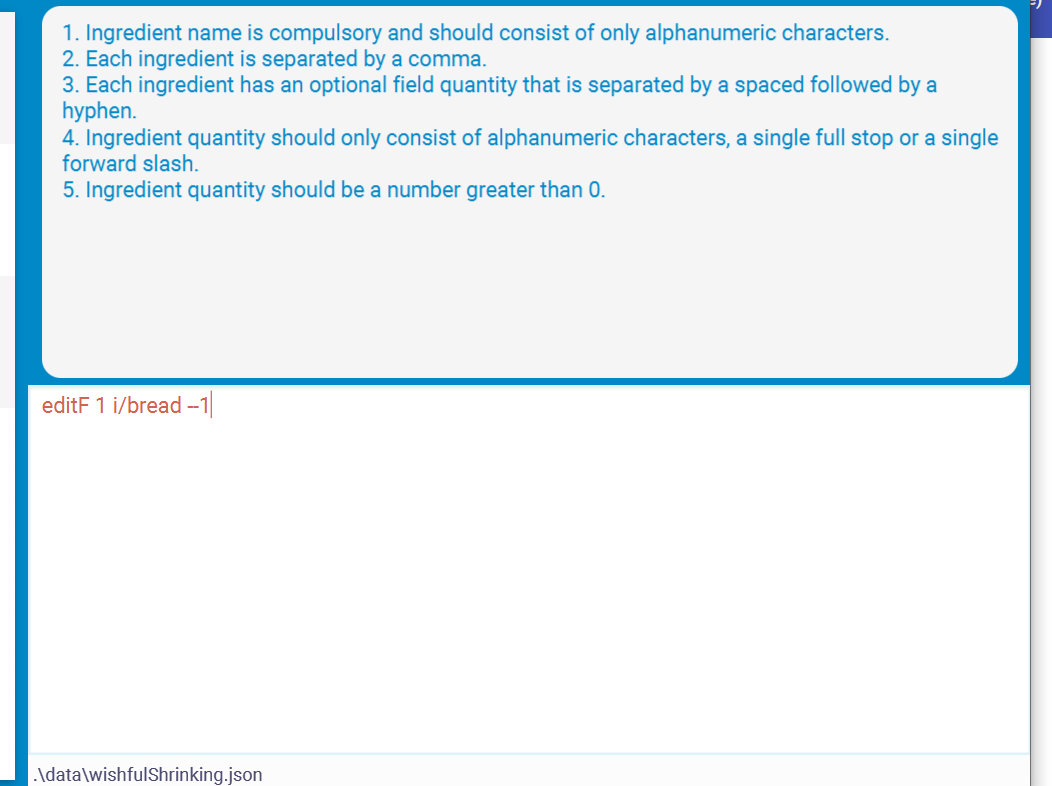 1. Ingredient name is compulsory and should consist of only alphanumeric characters.
2. Each ingredient is separated by a comma.
3. Each ingredient has an optional field quantity that is separated by a spaced followed by a
hyphen.
4. Ingredient quantity should only consist of alphanumeric characters, a single full stop or a single
forward slash.
5. Ingredient quantity should be a number greater than 0.
editF 1 i/bread --1
.\data\wishfulShrinking.json